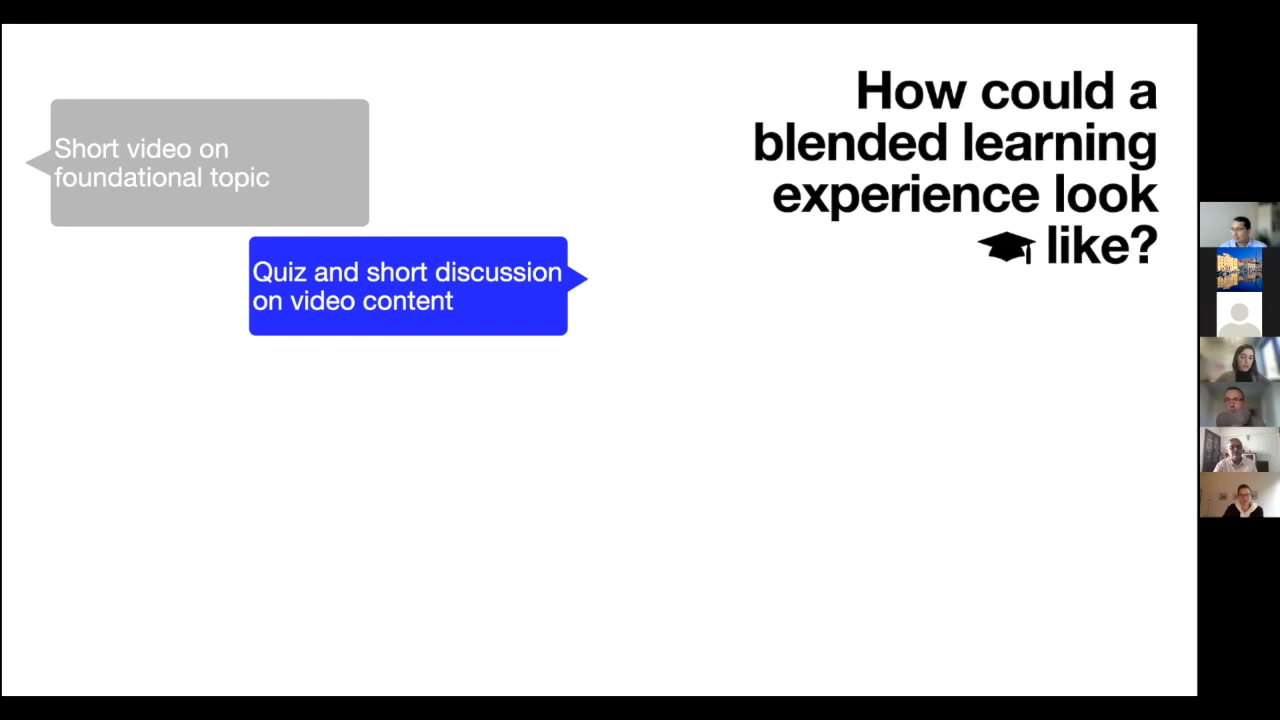 How could a
blended learning
experience look
like?
Short video on
foundational topic
Quiz and short discussion
on video content